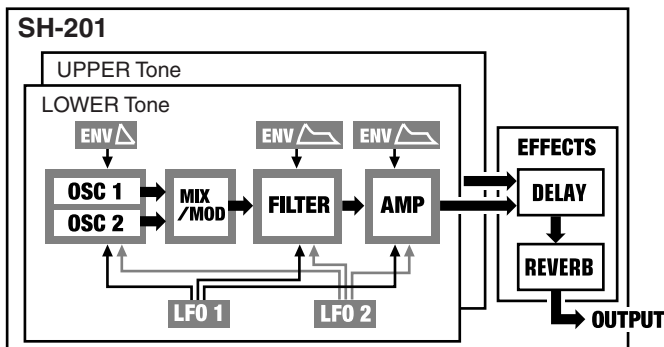 SH-201
UPPER Tone
LOWER Tone
ENV
ENV
ENV
OSC 1
OSC 2
MIX
/MOD
FILTER
AMP
LFO 1
LFO 2
EFFECTS
DELAY
REVERB
OUTPUT